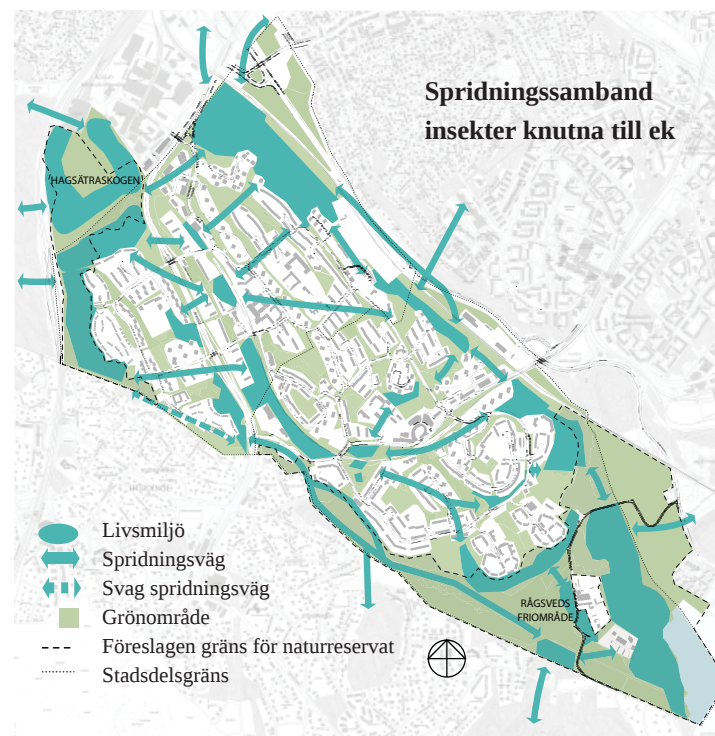 Spridningssamband
insekter knutna till ek
HAGSÄTRASKOGEN
RÅGSVEDS
FRIOMRÅDE
Livsmiljö
Spridningsväg
Svag spridningsväg
Grönområde
Föreslagen gräns för naturreservat
Stadsdelsgräns